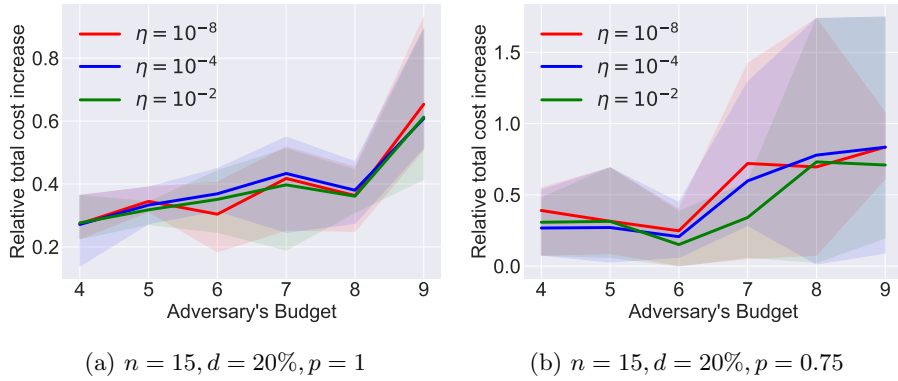 Relative total cost increase
0.8
0.6
0.4
0.2
η = 10⁻⁸
η = 10⁻⁴
η = 10⁻²
4 5 6 7 8 9
Adversary's Budget
(a) n = 15, d = 20%, p = 1
Relative total cost increase
1.5
1.0
0.5
0.0
η = 10⁻⁸
η = 10⁻⁴
η = 10⁻²
4 5 6 7 8 9
Adversary's Budget
(b) n = 15, d = 20%, p = 0.75